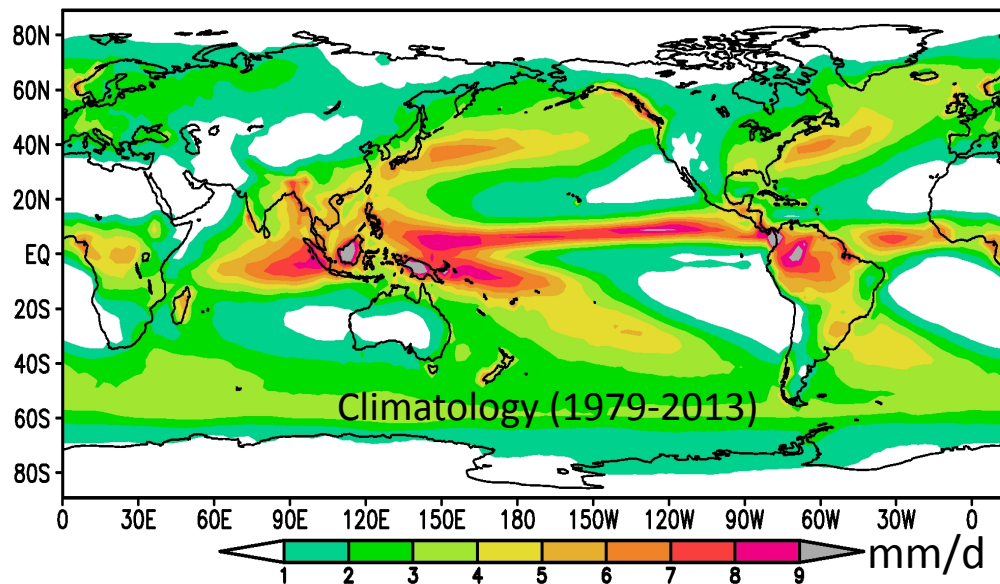 80N
60N
40N
20N
EQ
20S
40S
60S
80S
Climatology (1979-2013)
0 30E 60E 90E 120E 150E 180 150W 120W 90W 60W 30W 0
1 2 3 4 5 6 7 8 9 mm/d